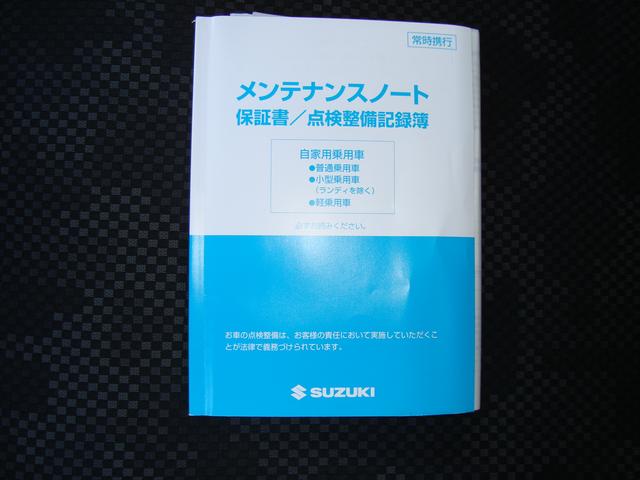 常時携行
メンテナンスノート
保証書／点検整備記録簿
自家用乗用車
●普通乗用車
●小型乗用車
（ランディを除く）
●軽乗用車
必ずお読みください。
お車の点検整備は、お客様の責任において実施していただくこ
とが法律で義務づけられています。
SUZUKI